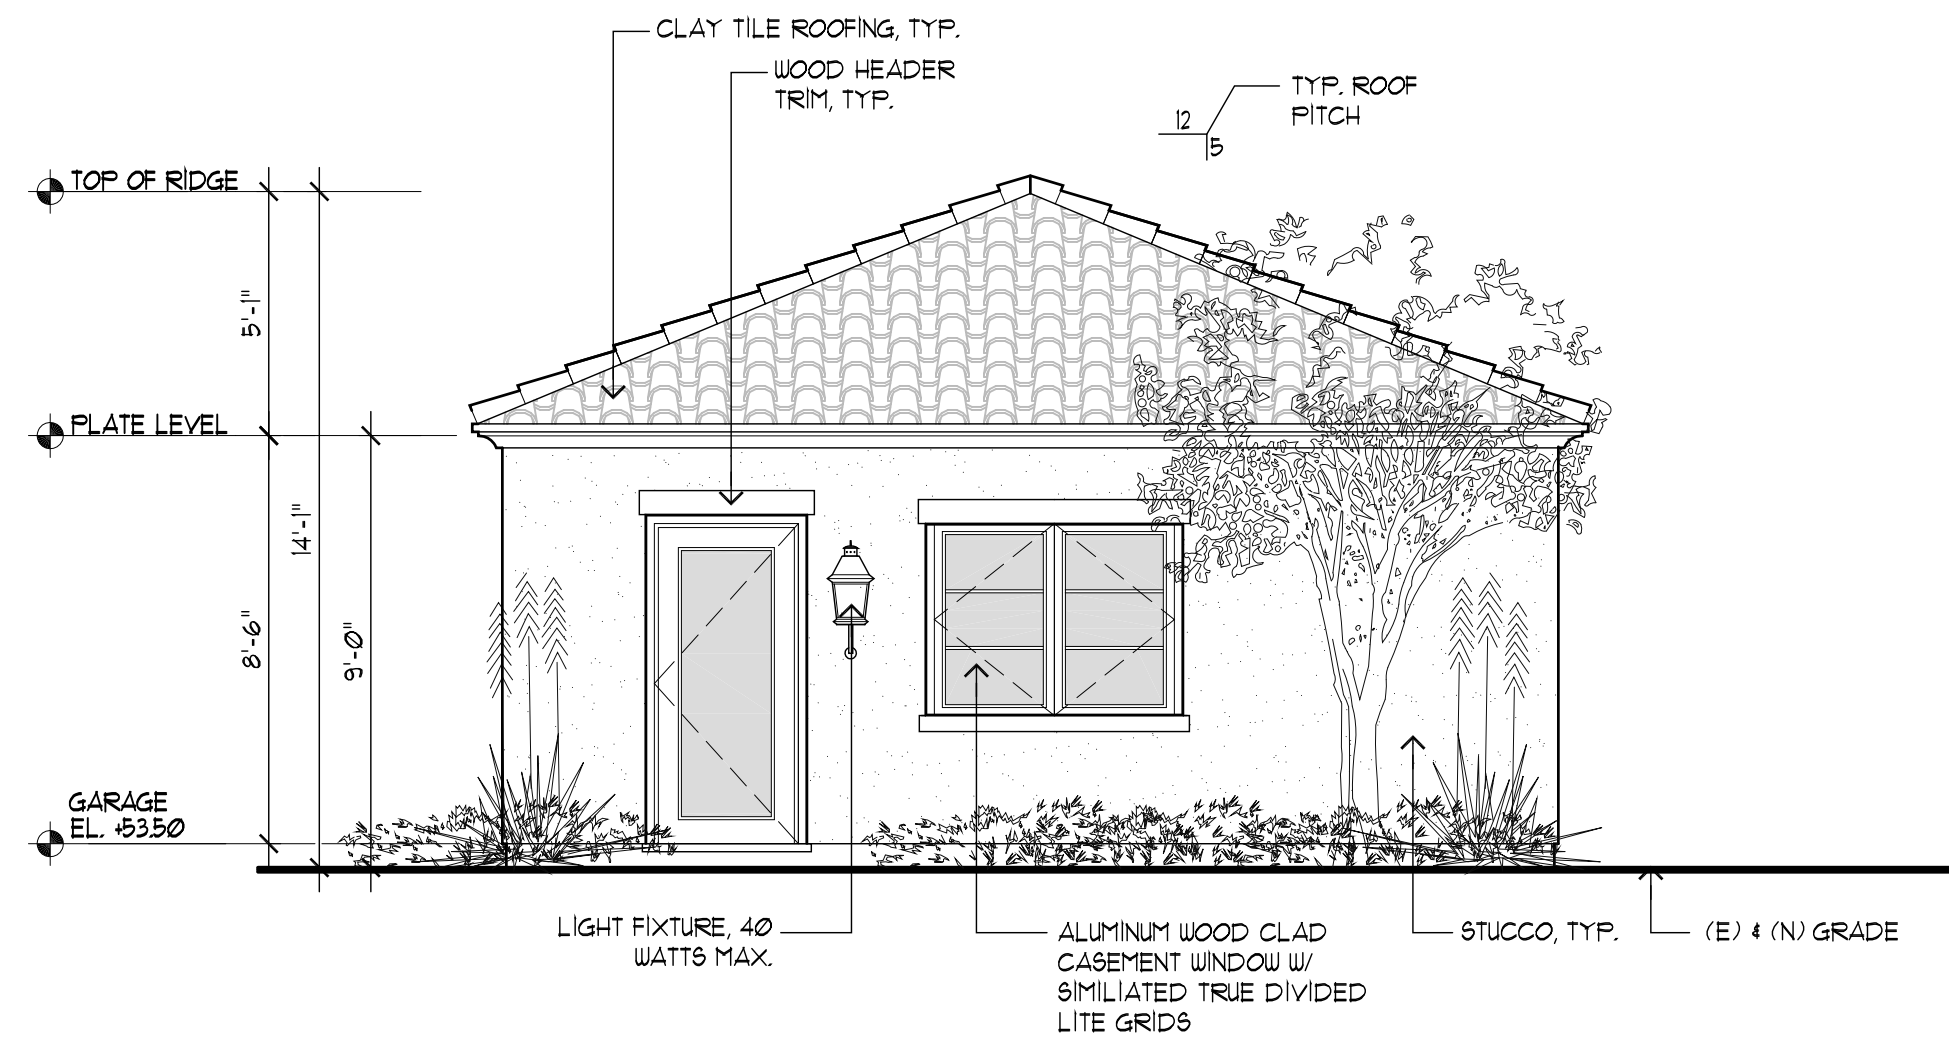 CLAY TILE ROOFING, TYP.
WOOD HEADER
TRIM, TYP.
TYP. ROOF
PITCH
12
5
TOP OF RIDGE
5'-1"
PLATE LEVEL
14'-1"
8'-6"
9'-0"
GARAGE
EL. +53.50
LIGHT FIXTURE, 40
WATTS MAX.
ALUMINUM WOOD CLAD
CASEMENT WINDOW W/
SIMILIATED TRUE DIVIDED
LITE GRIDS
STUCCO, TYP.
(E) & (N) GRADE